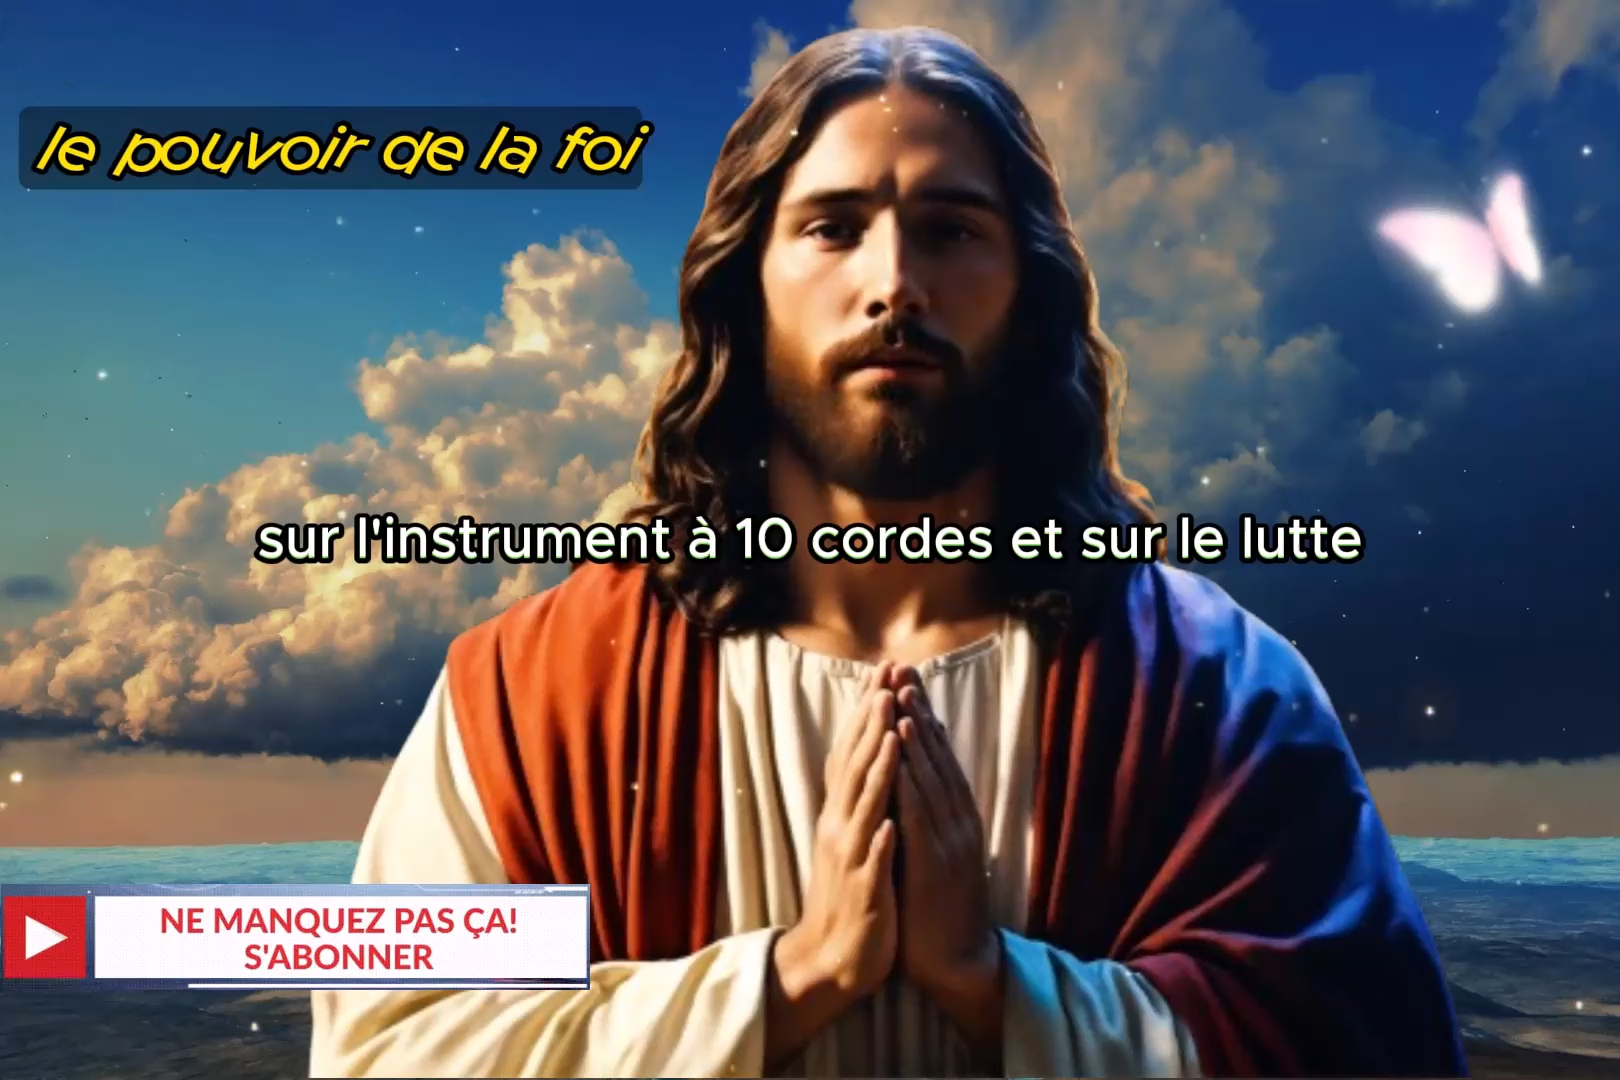 le pouvoir de la foi
sur l'instrument à 10 cordes et sur le lutte
NE MANQUEZ PAS ÇA!
S'ABONNER